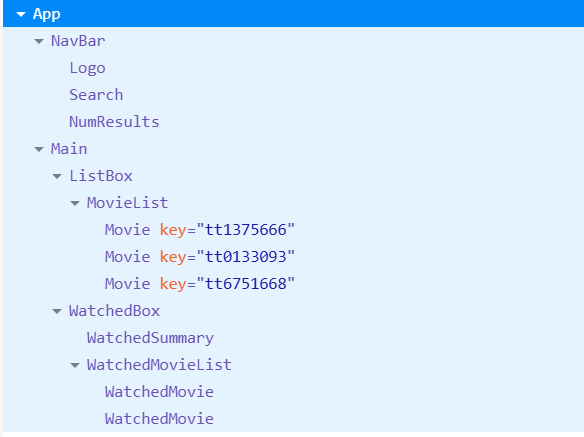 App
NavBar
Logo
Search
NumResults
Main
ListBox
MovieList
Movie key="tt1375666"
Movie key="tt0133093"
Movie key="tt6751668"
WatchedBox
WatchedSummary
WatchedMovieList
WatchedMovie
WatchedMovie